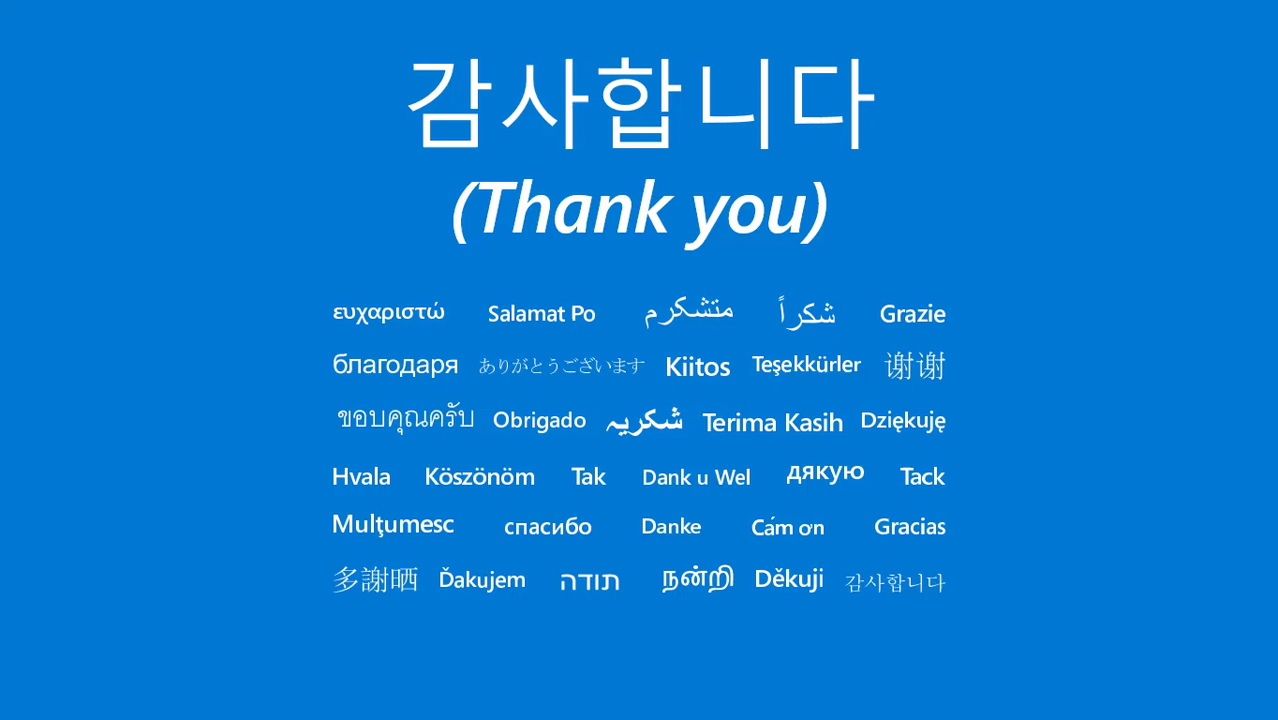 감사합니다
(Thank you)
ευχαριστώ Salamat Po متشکرم شكراً Grazie
благодаря ありがとうございます Kiitos Teşekkürler 谢谢
ขอบคุณครับ Obrigado شکریہ Terima Kasih Dziękuję
Hvala Köszönöm Tak Dank u Wel дякую Tack
Mulţumesc спасибо Danke Cám ơn Gracias
多謝晒 Ďakujem תודה நன்றி Děkuji 감사합니다